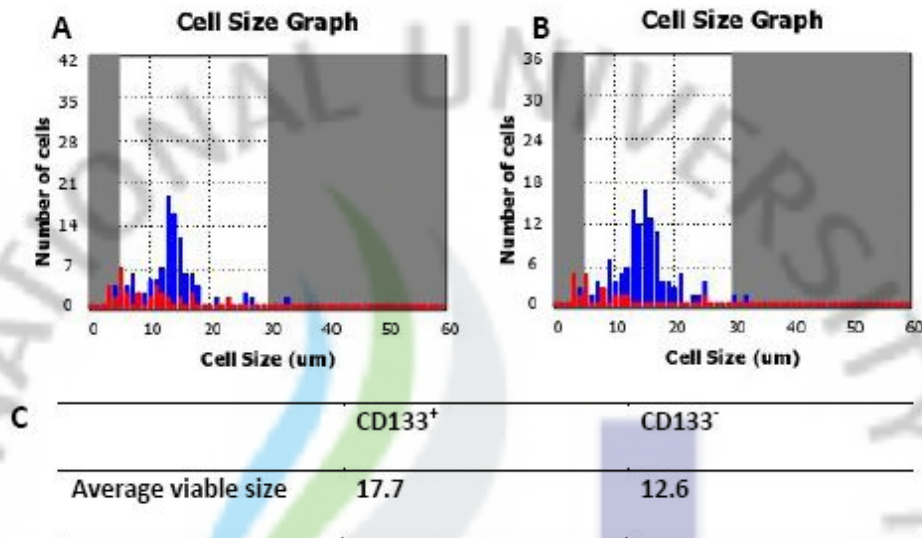 A
Cell Size Graph
42
35
28
21
14
7
0
Number of cells
0 10 20 30 40 50 60
Cell Size (um)
B
Cell Size Graph
36
30
24
18
12
6
0
Number of cells
0 10 20 30 40 50 60
Cell Size (um)
C
CD133+ CD133-
Average viable size 17.7 12.6
NATIONAL UNIVERSITY